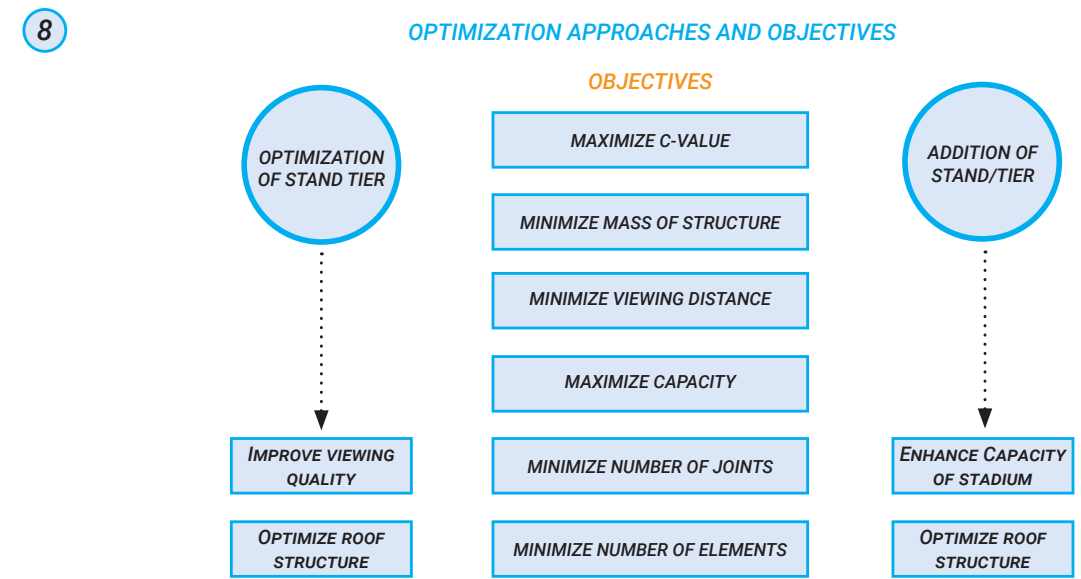 8
OPTIMIZATION APPROACHES AND OBJECTIVES
OBJECTIVES
OPTIMIZATION
OF STAND TIER
IMPROVE VIEWING
QUALITY
OPTIMIZE ROOF
STRUCTURE
MAXIMIZE C-VALUE
MINIMIZE MASS OF STRUCTURE
MINIMIZE VIEWING DISTANCE
MAXIMIZE CAPACITY
MINIMIZE NUMBER OF JOINTS
MINIMIZE NUMBER OF ELEMENTS
ADDITION OF
STAND/TIER
ENHANCE CAPACITY
OF STADIUM
OPTIMIZE ROOF
STRUCTURE